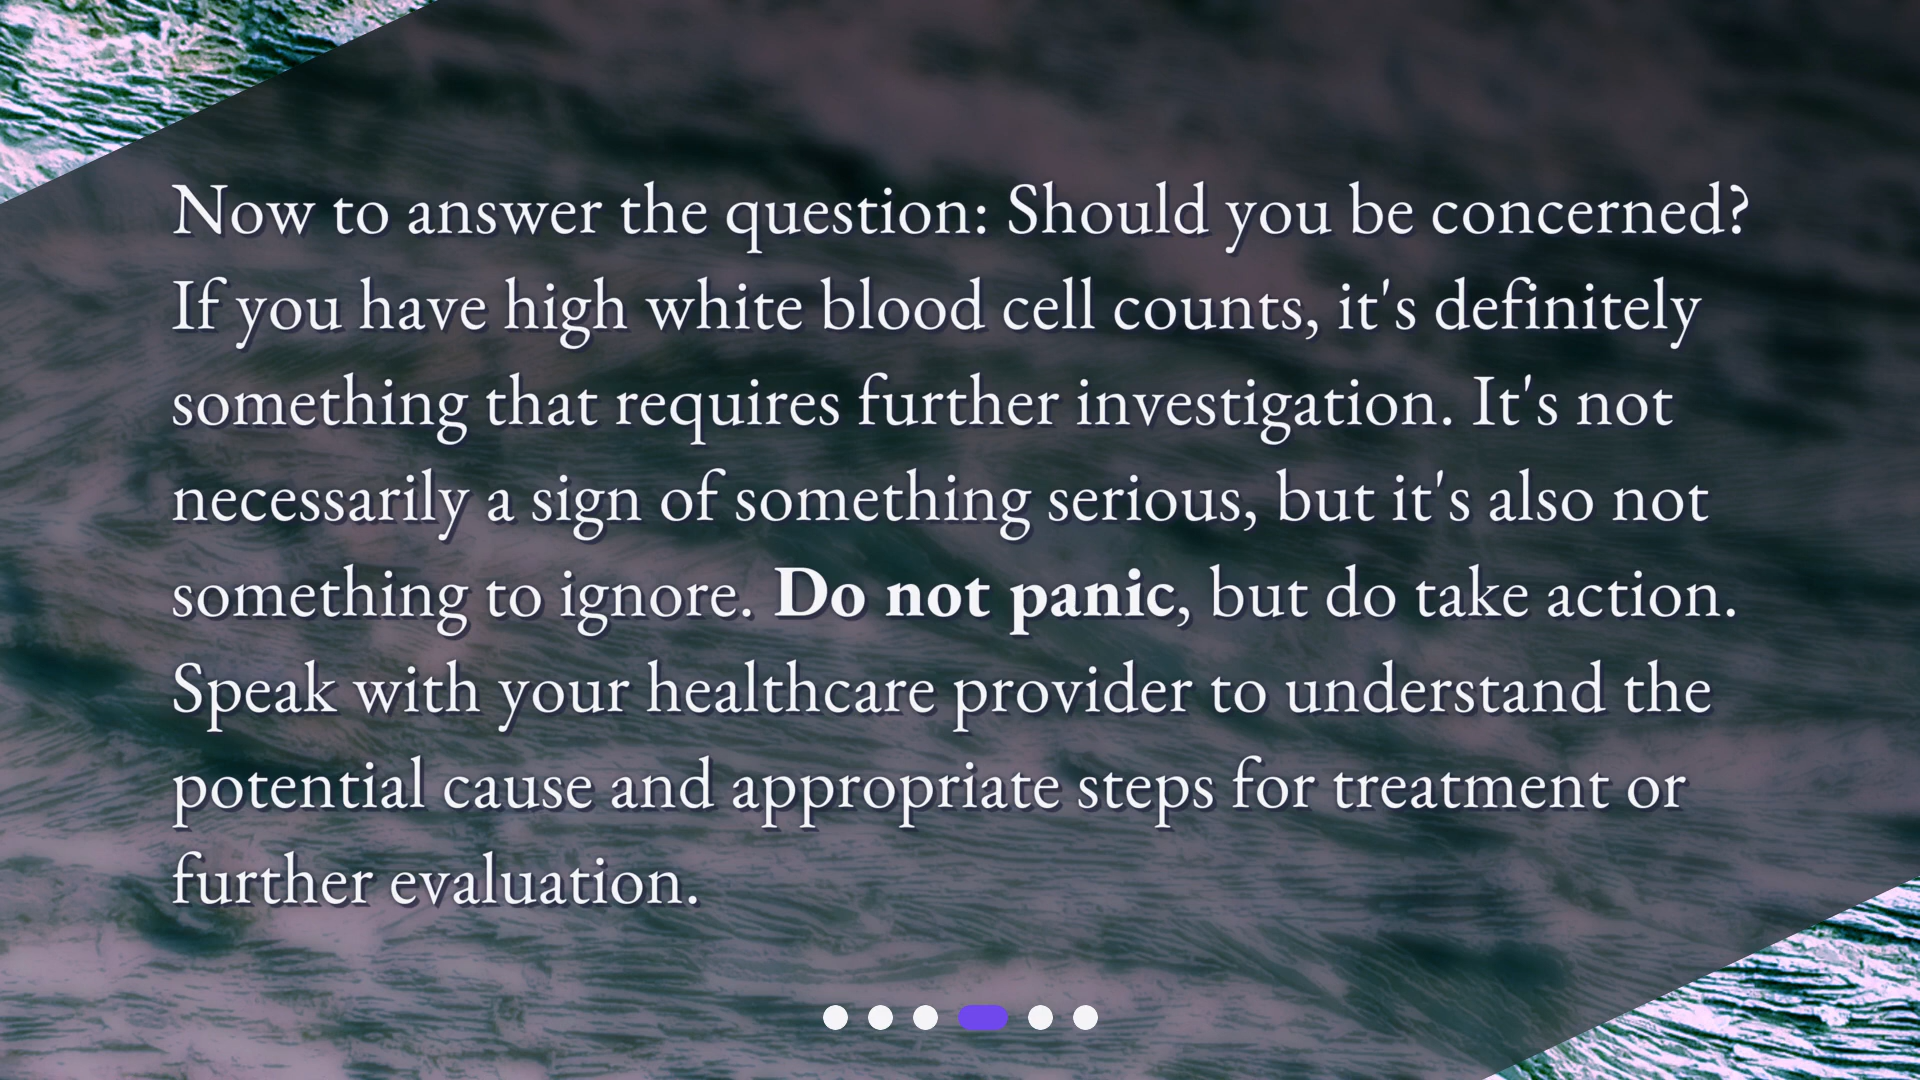 Now to answer the question: Should you be concerned?
If you have high white blood cell counts, it's definitely
something that requires further investigation. It's not
necessarily a sign of something serious, but it's also not
something to ignore. Do not panic, but do take action.
Speak with your healthcare provider to understand the
potential cause and appropriate steps for treatment or
further evaluation.